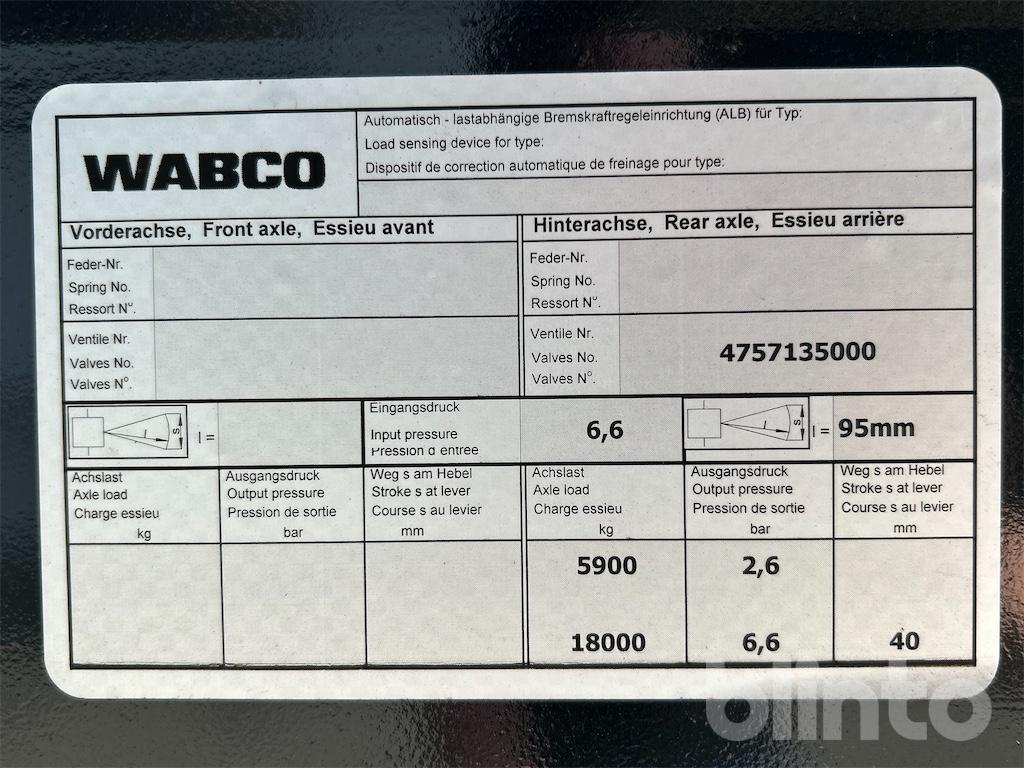 WABCO
Automatisch - lastabhängige Bremskraftregeleinrichtung (ALB) für Typ:
Load sensing device for type:
Dispositif de correction automatique de freinage pour type:
Vorderachse, Front axle, Essieu avant
Feder-Nr.
Spring No.
Ressort N°.
Ventile Nr.
Valves No.
Valves N°.
l s l =
Hinterachse, Rear axle, Essieu arrière
Feder-Nr.
Spring No.
Ressort N°.
Ventile Nr.
Valves No.
Valves N°.
4757135000
Eingangsdruck
Input pressure
Pression d entree
6,6
l s l = 95mm
Achslast
Axle load
Charge essieu
kg
Ausgangsdruck
Output pressure
Pression de sortie
bar
Weg s am Hebel
Stroke s at lever
Course s au levier
mm
Achslast
Axle load
Charge essieu
kg
Ausgangsdruck
Output pressure
Pression de sortie
bar
Weg s am Hebel
Stroke s at lever
Course s au levier
mm
5900 2,6
18000 6,6 40
blinto